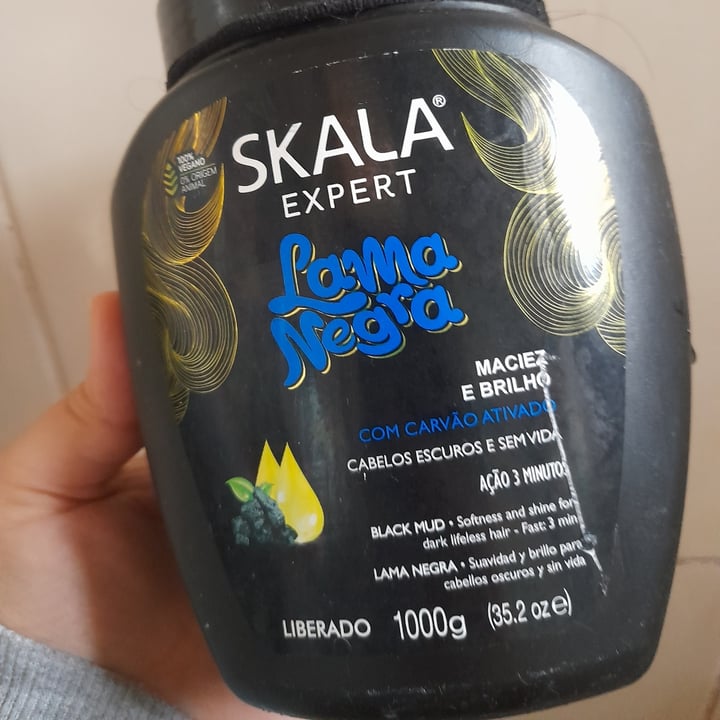 100%
VEGANO
0% ORIGEM
ANIMAL
SKALA®
EXPERT
Lama
Negra
MACIEZ
E BRILHO
COM CARVÃO ATIVADO
CABELOS ESCUROS E SEM VIDA
AÇÃO 3 MINUTOS
BLACK MUD • Softness and shine for
dark lifeless hair - Fast: 3 min
LAMA NEGRA • Suavidad y brillo para
cabellos oscuros y sin vida
LIBERADO 1000g (35.2 oz e)